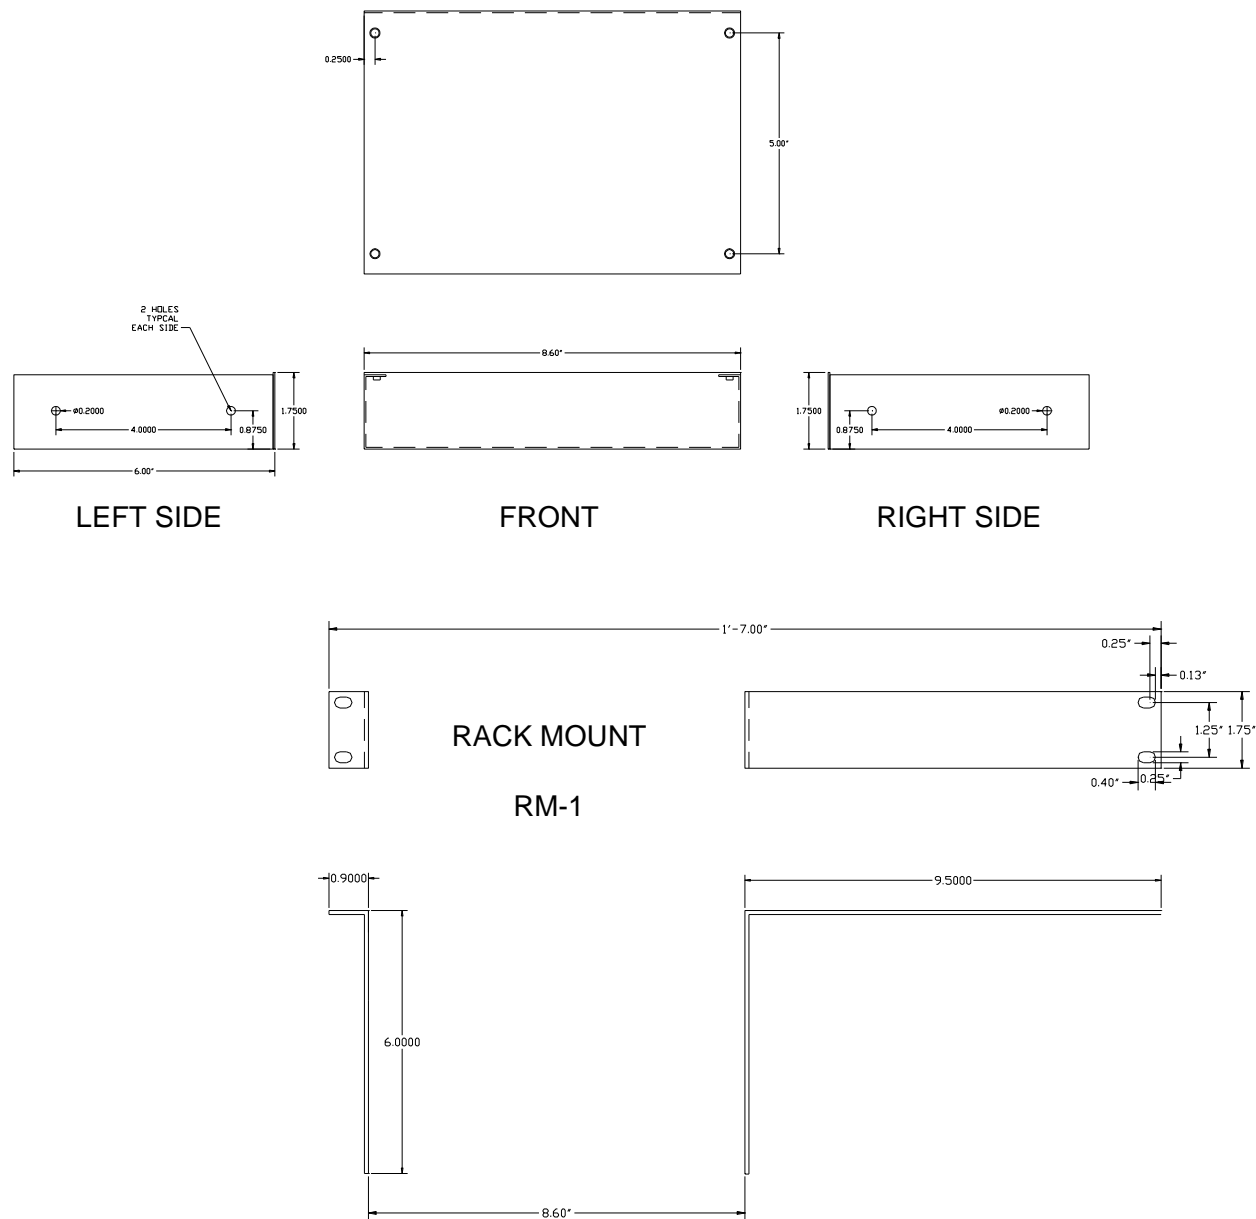 0.2500
5.00"
2 HOLES
TYPCAL
EACH SIDE
8.60"
ø0.2000
4.0000
0.8750
1.7500
6.00"
1.7500
0.8750
ø0.2000
4.0000
LEFT SIDE
FRONT
RIGHT SIDE
1'-7.00"
0.25"
0.13"
RACK MOUNT
1.25"
1.75"
0.40"
0.25"
RM-1
0.9000
9.5000
6.0000
8.60"